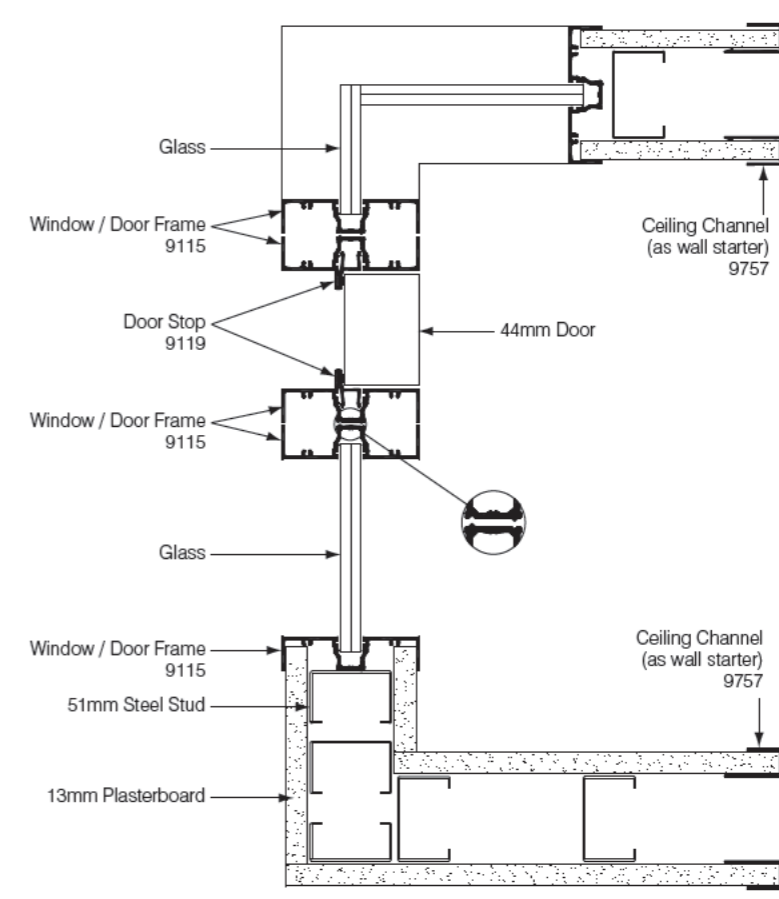 Glass
Window / Door Frame
9115
Ceiling Channel
(as wall starter)
9757
Door Stop
9119
44mm Door
Window / Door Frame
9115
Glass
Window / Door Frame
9115
Ceiling Channel
(as wall starter)
9757
51mm Steel Stud
13mm Plasterboard